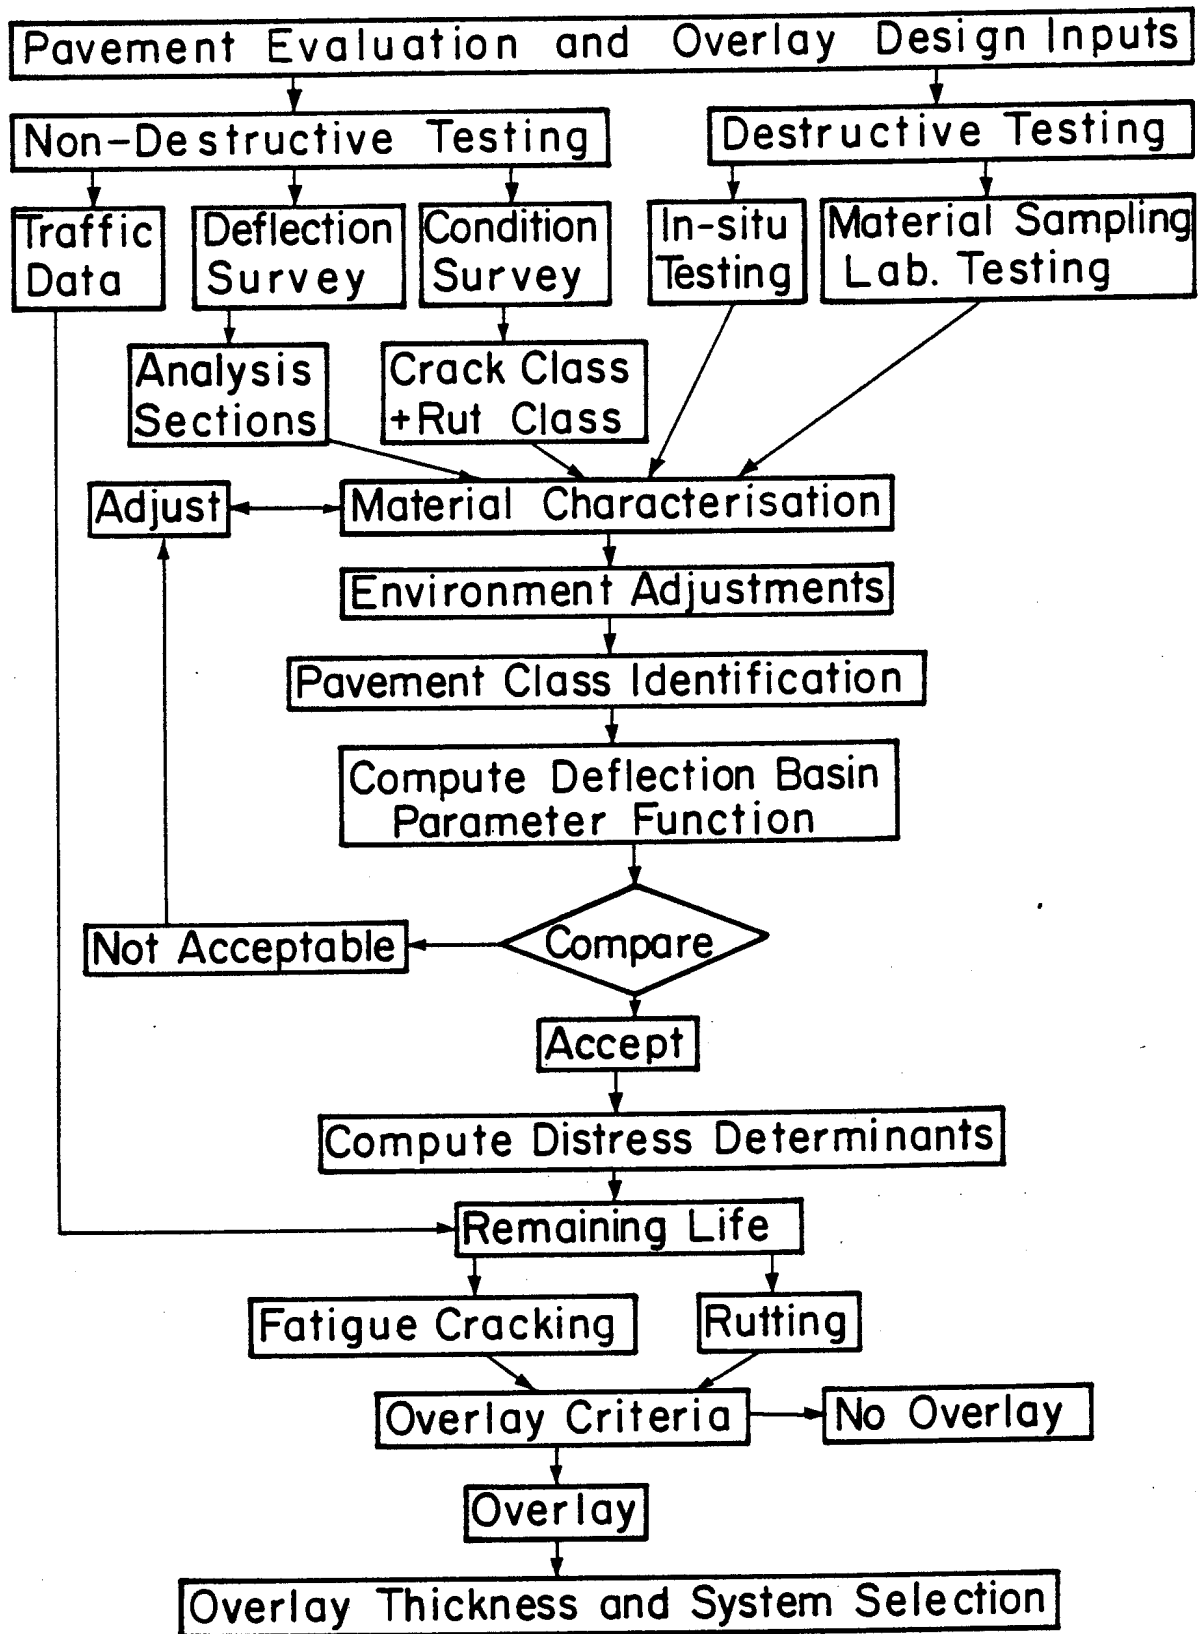 Pavement Evaluation and Overlay Design Inputs
Non-Destructive Testing
Destructive Testing
Traffic
Data
Deflection
Survey
Condition
Survey
In-situ
Testing
Material Sampling
Lab. Testing
Analysis
Sections
Crack Class
+Rut Class
Adjust
Material Characterisation
Environment Adjustments
Pavement Class Identification
Compute Deflection Basin
Parameter Function
Not Acceptable
Compare
Accept
Compute Distress Determinants
Remaining Life
Fatigue Cracking
Rutting
Overlay Criteria
No Overlay
Overlay
Overlay Thickness and System Selection